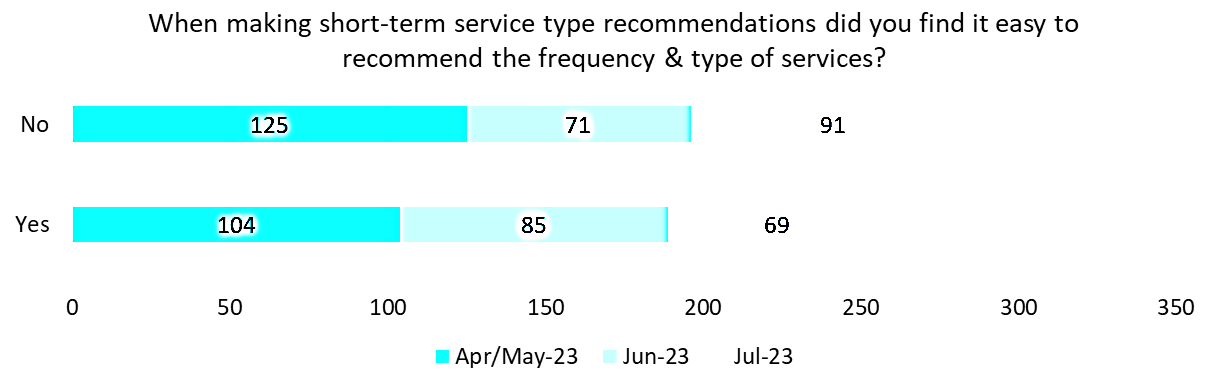 When making short-term service type recommendations did you find it easy to
recommend the frequency & type of services?
No 125 71 91
Yes 104 85 69
0 50 100 150 200 250 300 350
Apr/May-23 Jun-23 Jul-23